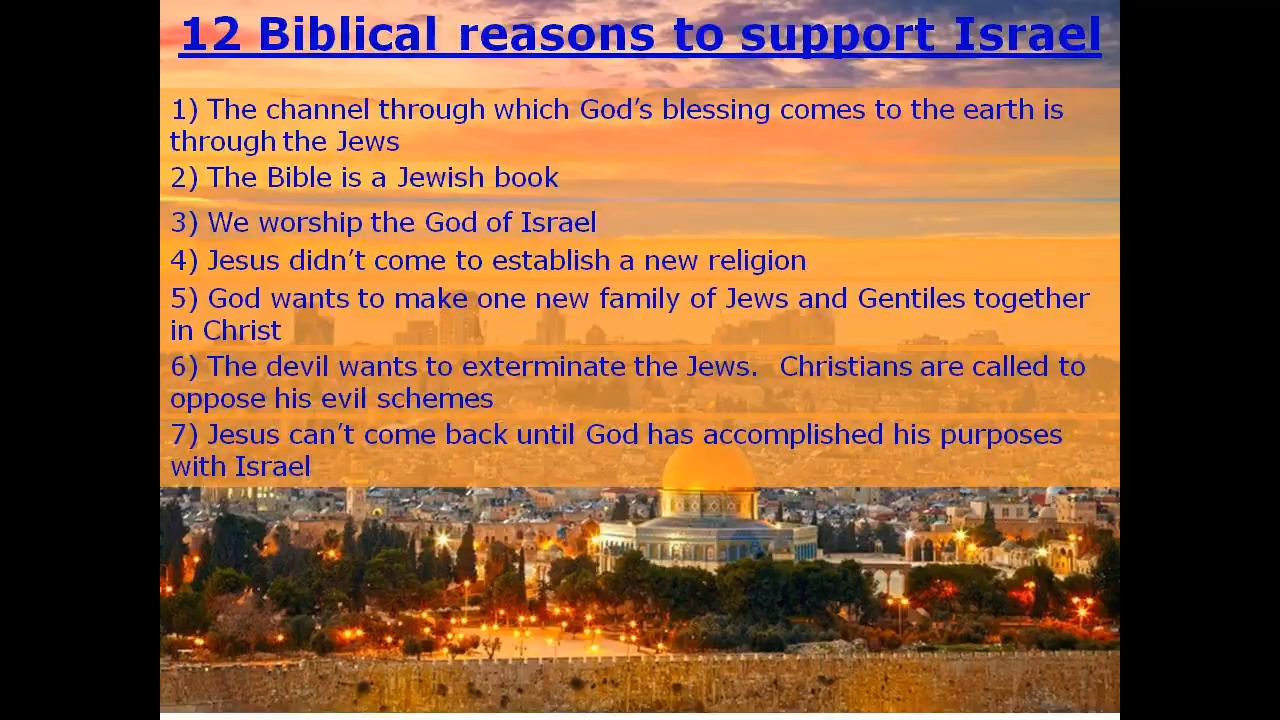 12 Biblical reasons to support Israel
1) The channel through which God’s blessing comes to the earth is
through the Jews
2) The Bible is a Jewish book
3) We worship the God of Israel
4) Jesus didn’t come to establish a new religion
5) God wants to make one new family of Jews and Gentiles together
in Christ
6) The devil wants to exterminate the Jews.  Christians are called to
oppose his evil schemes
7) Jesus can’t come back until God has accomplished his purposes
with Israel